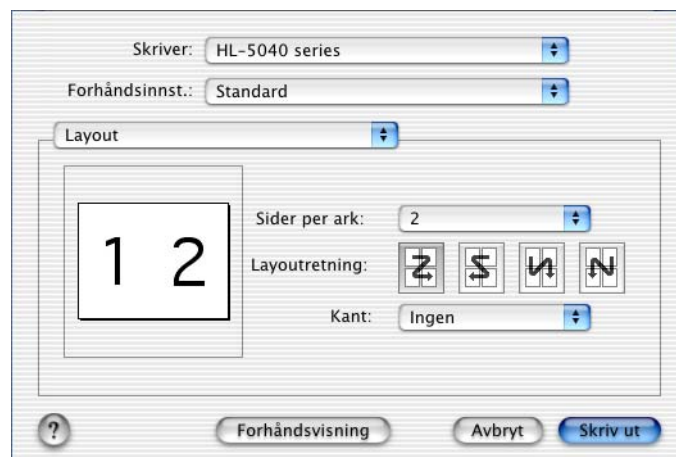 Skriver: HL-5040 series
Forhåndsinnst.: Standard
Layout
1 2
Sider per ark: 2
Layoutretning:
Kant: Ingen
? Forhåndsvisning Avbryt Skriv ut